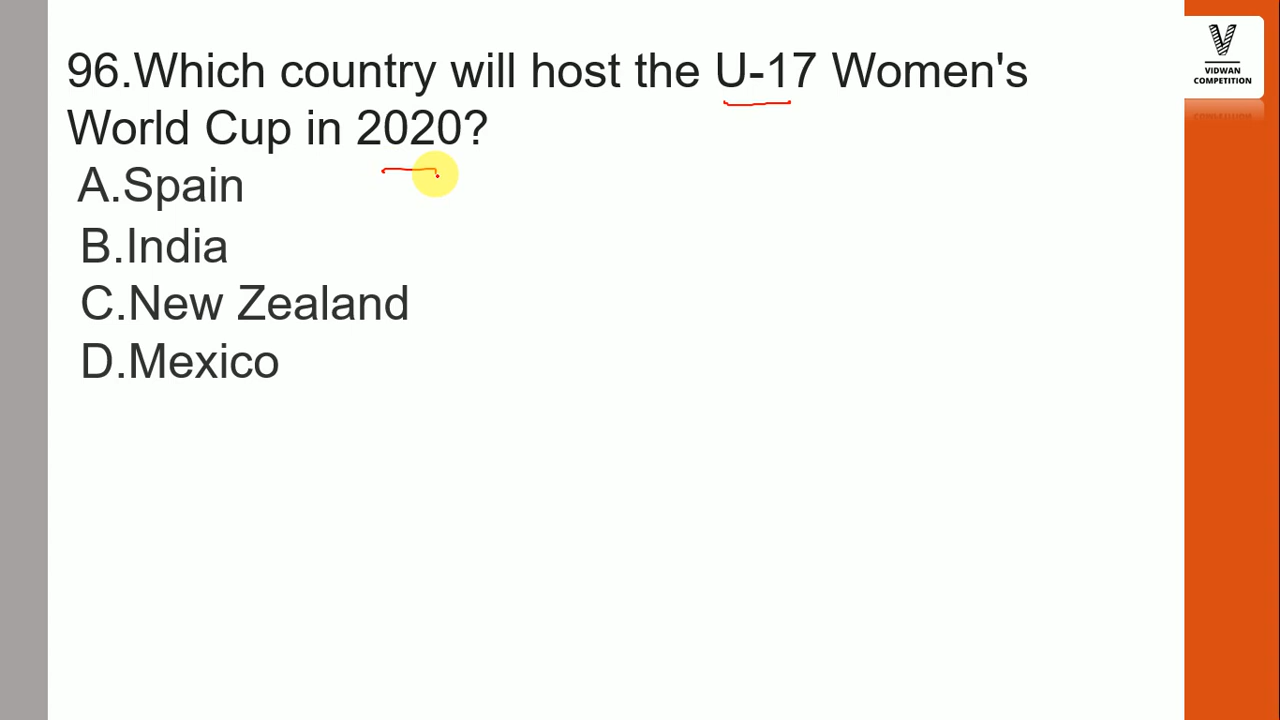 96.Which country will host the U-17 Women's
World Cup in 2020?
A.Spain
B.India
C.New Zealand
D.Mexico
VIDWAN
COMPETITION